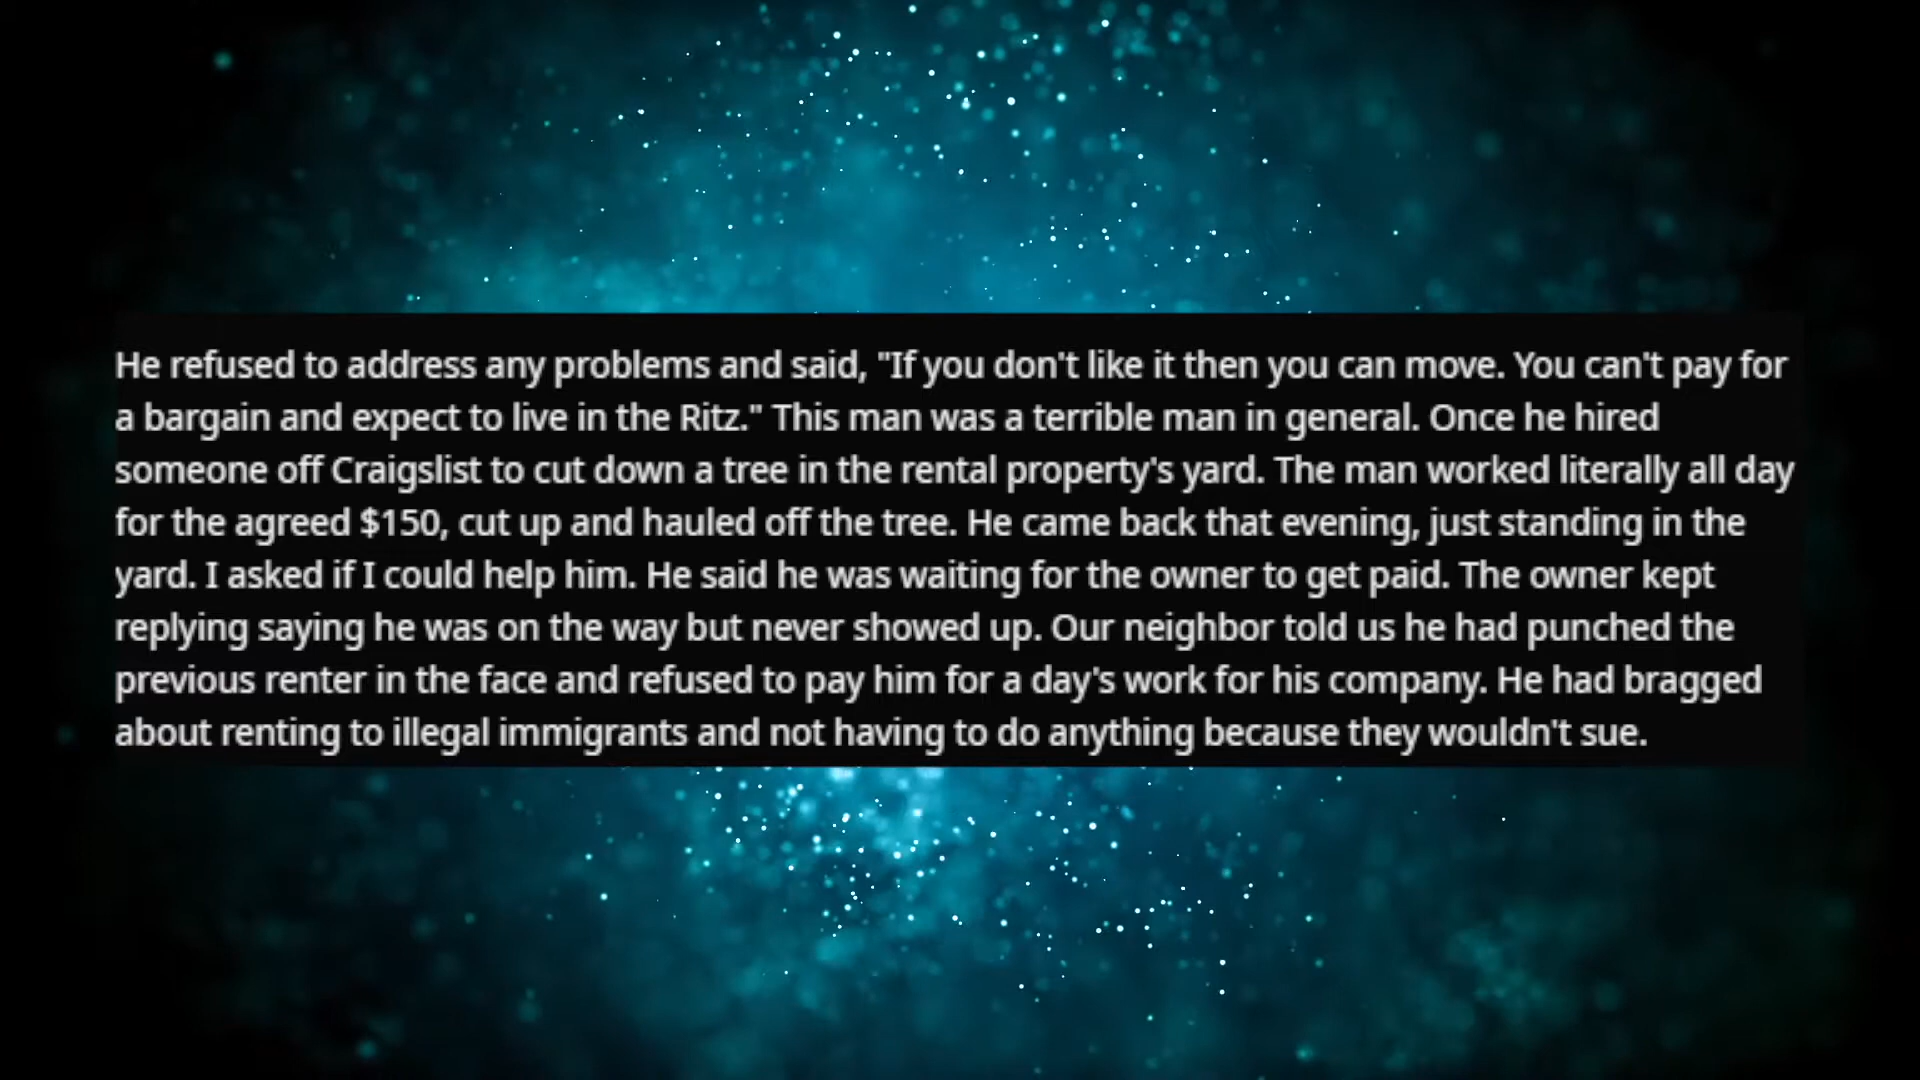 He refused to address any problems and said, "If you don't like it then you can move. You can't pay for
a bargain and expect to live in the Ritz." This man was a terrible man in general. Once he hired
someone off Craigslist to cut down a tree in the rental property's yard. The man worked literally all day
for the agreed $150, cut up and hauled off the tree. He came back that evening, just standing in the
yard. I asked if I could help him. He said he was waiting for the owner to get paid. The owner kept
replying saying he was on the way but never showed up. Our neighbor told us he had punched the
previous renter in the face and refused to pay him for a day's work for his company. He had bragged
about renting to illegal immigrants and not having to do anything because they wouldn't sue.